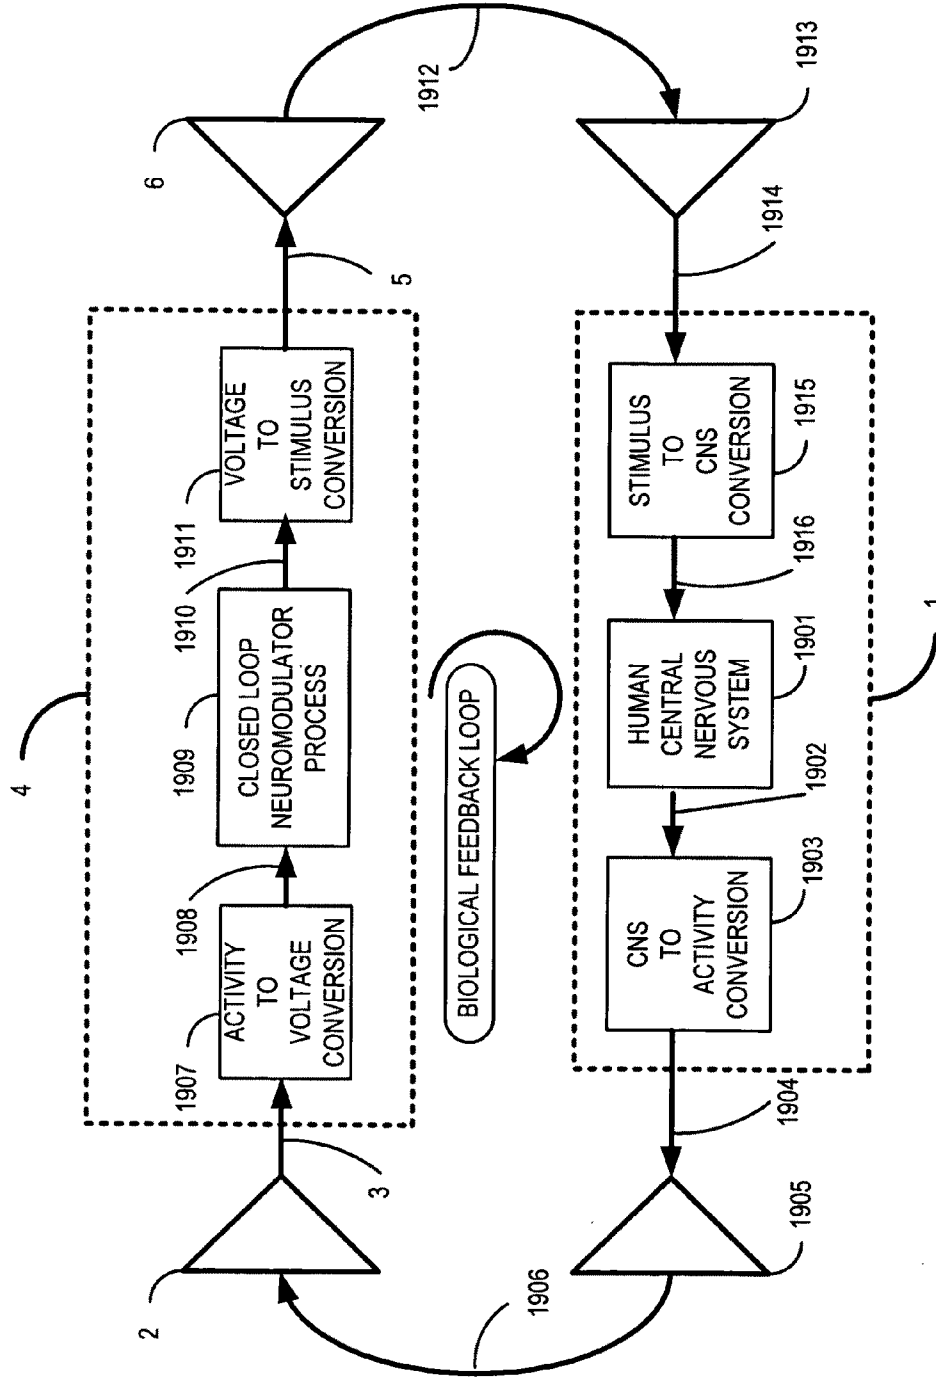 4
6
1912
1913
1907
ACTIVITY
TO
VOLTAGE
CONVERSION
1908
1909
CLOSED LOOP
NEUROMODULATOR
PROCESS
1910
1911
VOLTAGE
TO
STIMULUS
CONVERSION
5
2
3
BIOLOGICAL FEEDBACK LOOP
1914
CNS
TO
ACTIVITY
CONVERSION
1903
1902
HUMAN
CENTRAL
NERVOUS
SYSTEM
1901
1916
STIMULUS
TO
CNS
CONVERSION
1915
1906
1905
1904
1